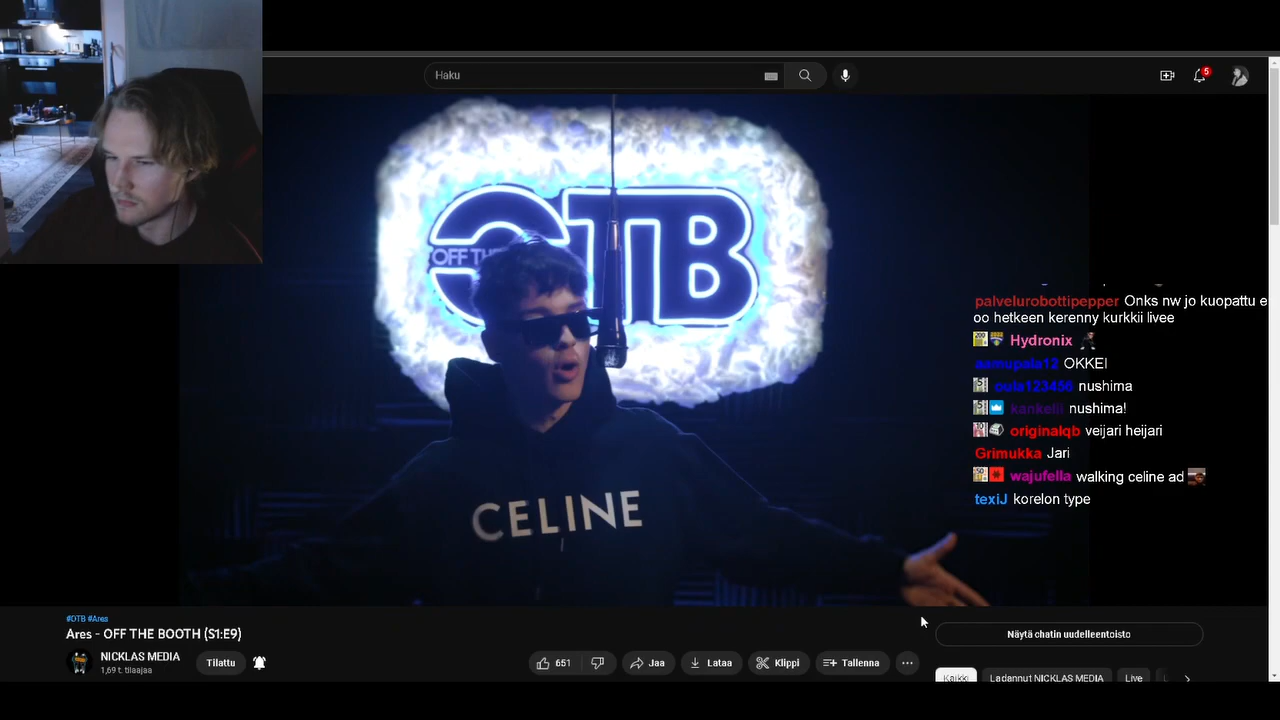 Haku
5
OFF THE
OTB
CELINE
palvelurobottipepper Onks nw jo kuopattu e
oo hetkeen kerenny kurkkii livee
Hydronix
aamupala12 OKKEI
oula123456 nushima
kankelii nushima!
originalqb veijari heijari
Grimukka Jari
wajufella walking celine ad
texiJ korelon type
#OTB #Ares
Ares - OFF THE BOOTH (S1:E9)
NICKLAS MEDIA
1,69 t. tilaajaa
Tilattu
651
Jaa
Lataa
Klippi
Tallenna
Näytä chatin uudelleentoisto
Kaikki
Ladannut NICKLAS MEDIA
Live